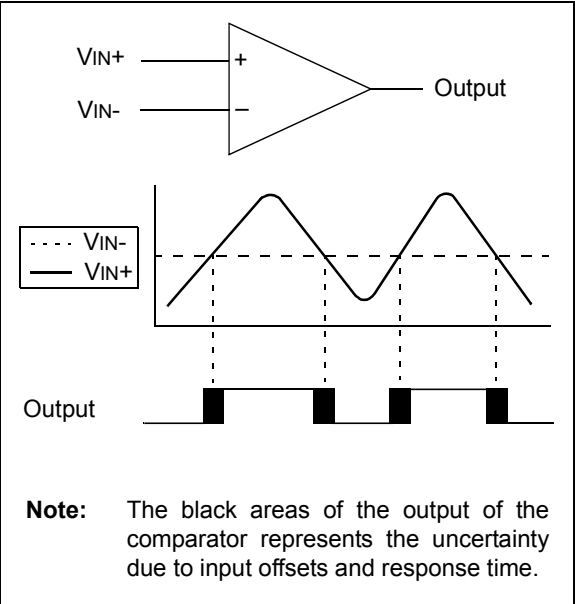 VIN+
+
Output
VIN-
–
VIN-
VIN+
Output
Note: The black areas of the output of the
comparator represents the uncertainty
due to input offsets and response time.